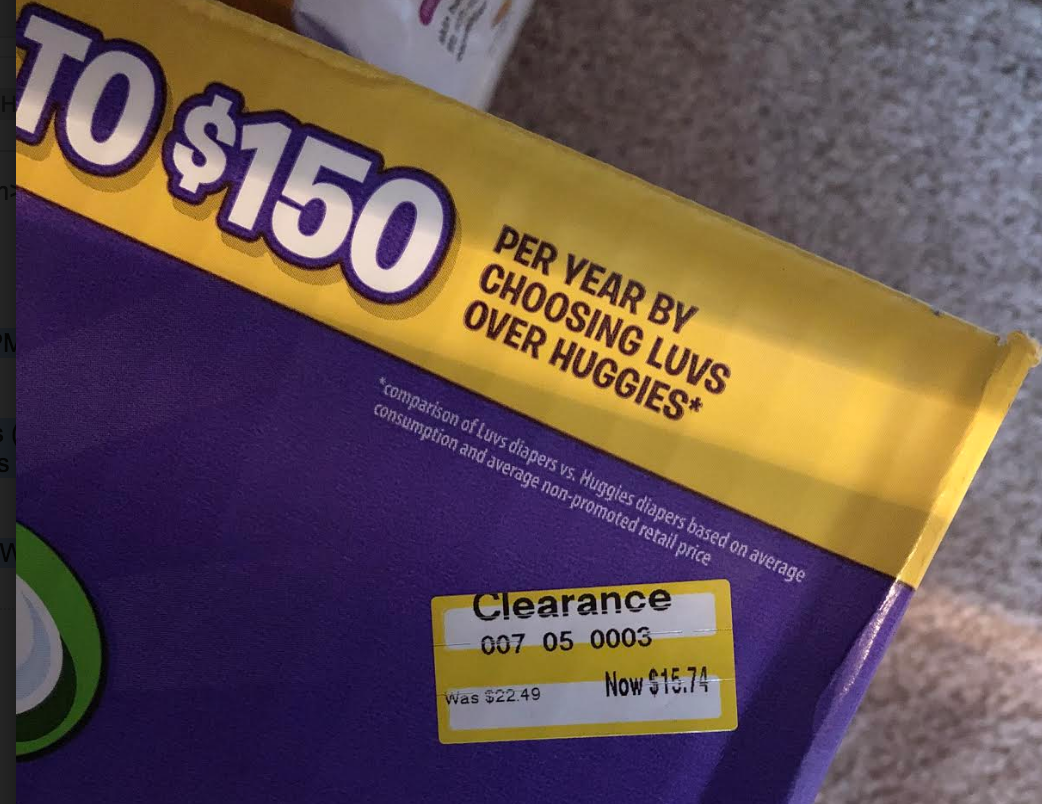 TO $150
PER YEAR BY
CHOOSING LUVS
OVER HUGGIES*
*comparison of Luvs diapers vs. Huggies diapers based on average
consumption and average non-promoted retail price
Clearance
007 05 0003
Was $22.49 Now $15.74